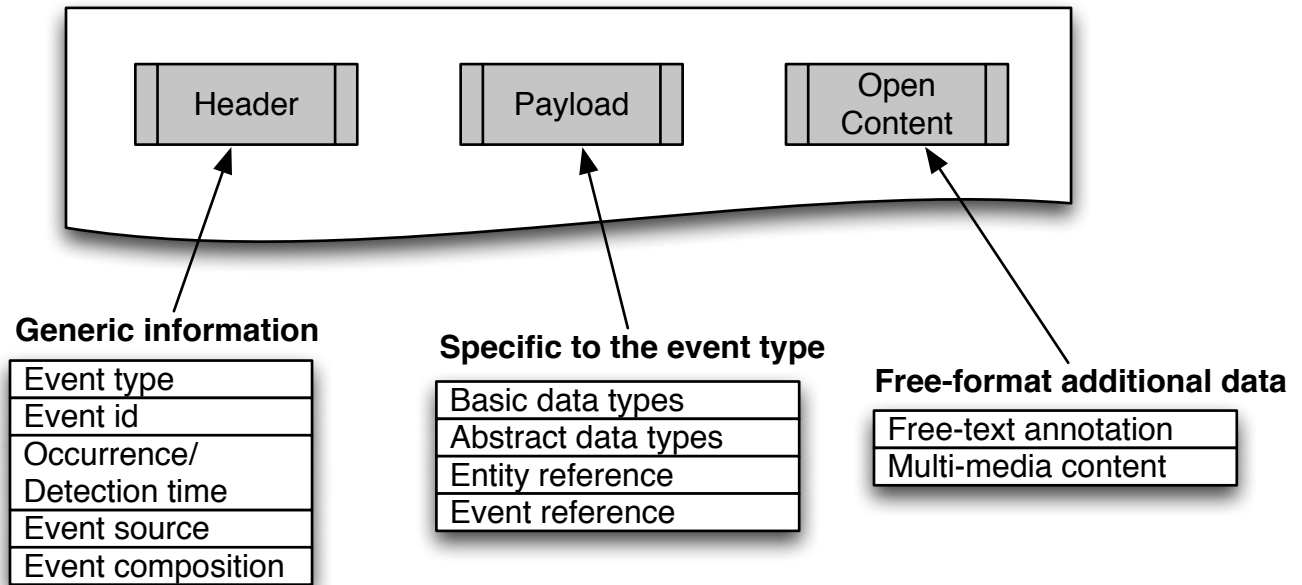 Header
Payload
Open
Content
Generic information
Event type
Event id
Occurrence/
Detection time
Event source
Event composition
Specific to the event type
Basic data types
Abstract data types
Entity reference
Event reference
Free-format additional data
Free-text annotation
Multi-media content